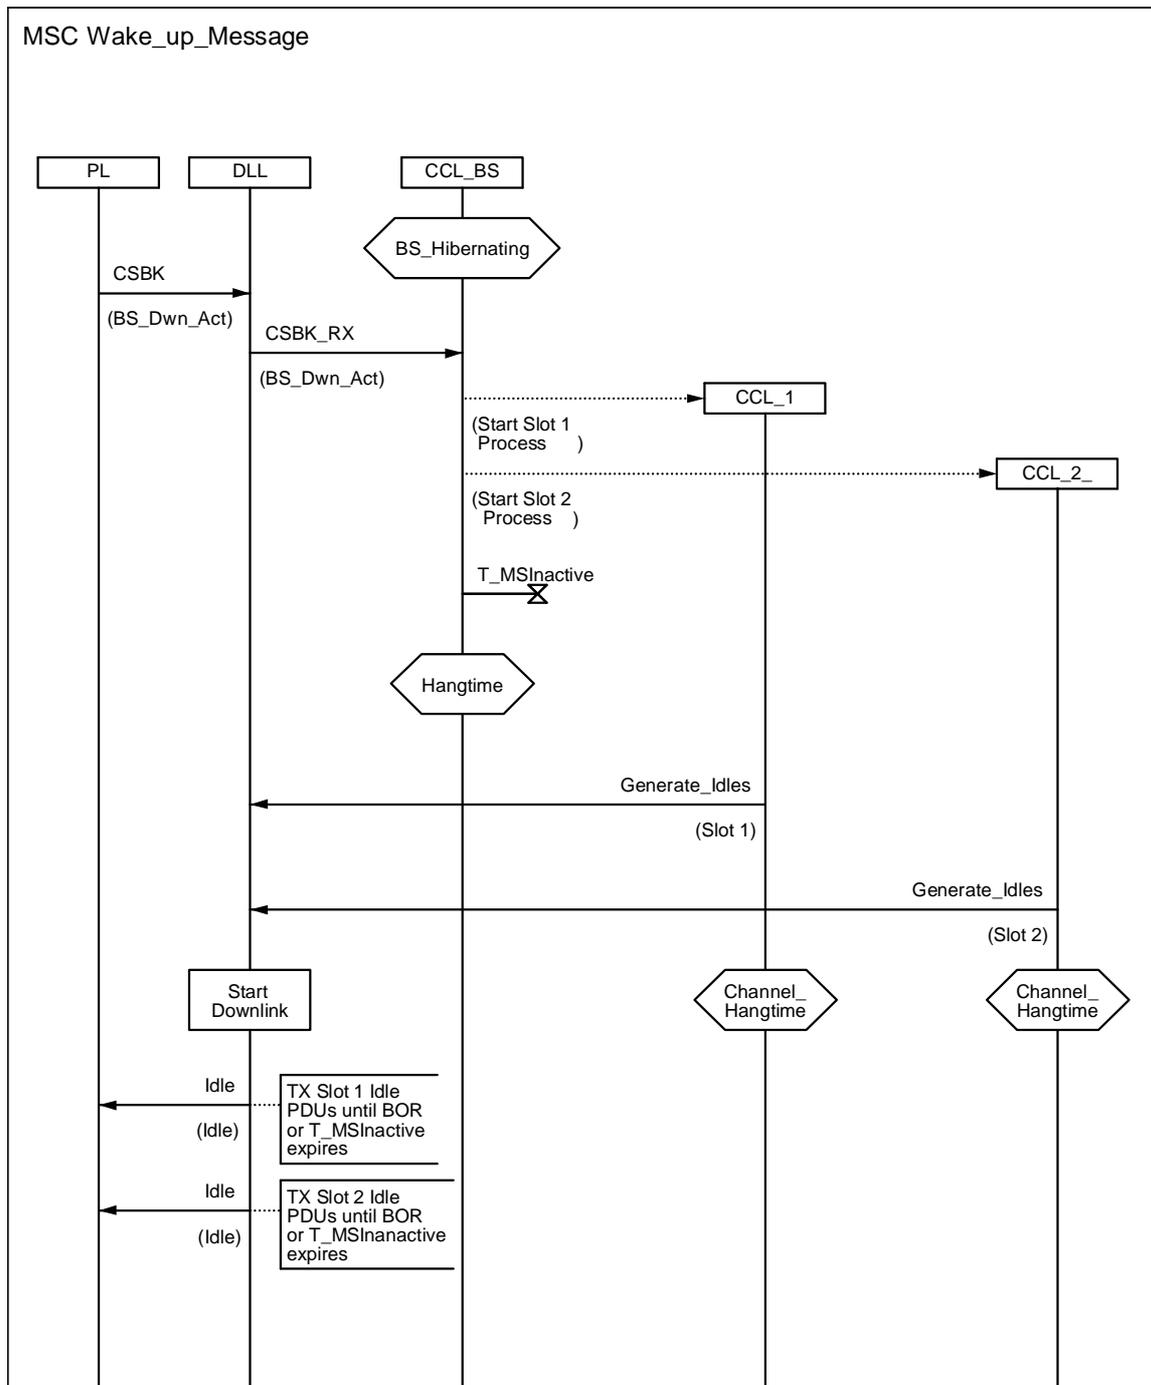 MSC Wake_up_Message
PL
DLL
CCL_BS
BS_Hibernating
CSBK
(BS_Dwn_Act)
CSBK_RX
(BS_Dwn_Act)
CCL_1
(Start Slot 1
Process )
CCL_2_
(Start Slot 2
Process )
T_MSInactive
Hangtime
Generate_Idles
(Slot 1)
Generate_Idles
(Slot 2)
Start
Downlink
Channel_
Hangtime
Channel_
Hangtime
Idle
(Idle)
TX Slot 1 Idle
PDUs until BOR
or T_MSInactive
expires
Idle
(Idle)
TX Slot 2 Idle
PDUs until BOR
or T_MSInanactive
expires